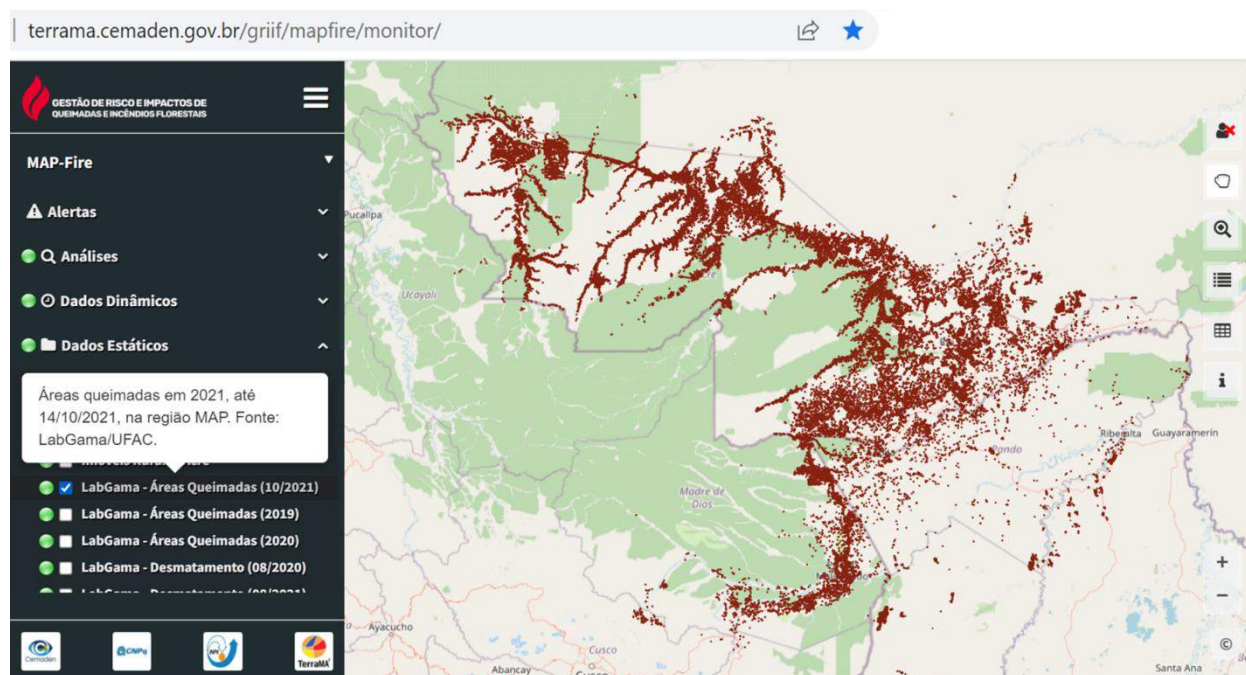 terrama.cemaden.gov.br/griif/mapfire/monitor/
GESTÃO DE RISCO E IMPACTOS DE
QUEIMADAS E INCÊNDIOS FLORESTAIS
MAP-Fire
Alertas
Análises
Dados Dinâmicos
Dados Estáticos
Áreas queimadas em 2021, até
14/10/2021, na região MAP. Fonte:
LabGama/UFAC.
LabGama - Áreas Queimadas (10/2021)
LabGama - Áreas Queimadas (2019)
LabGama - Áreas Queimadas (2020)
LabGama - Desmatamento (08/2020)
Cemaden
CNPq
TerraMA²
Pucallpa
Ucayali
Pando
Guayaramerin
Madre de
Dios
Ayacucho
Cusco
Abancay
Cusco
Santa Ana